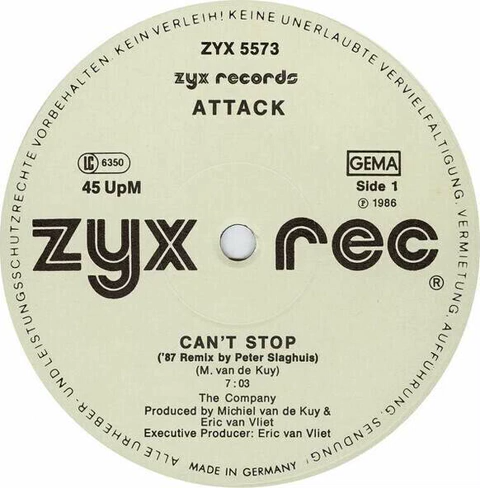 ALLE URHEBER- UND LEISTUNGSSCHUTZRECHTE VORBEHALTEN. KEIN VERLEIH! KEINE UNERLAUBTE VERVIELFÄLTIGUNG, VERMIETUNG, AUFFÜHRUNG, SENDUNG!
ZYX 5573
zyx records
ATTACK
LC 6350
GEMA
45 UpM
Side 1
Ⓟ 1986
zyx rec®
CAN'T STOP
('87 Remix by Peter Slaghuis)
(M. van de Kuy)
7:03
The Company
Produced by Michiel van de Kuy &
Eric van Vliet
Executive Producer: Eric van Vliet
MADE IN GERMANY